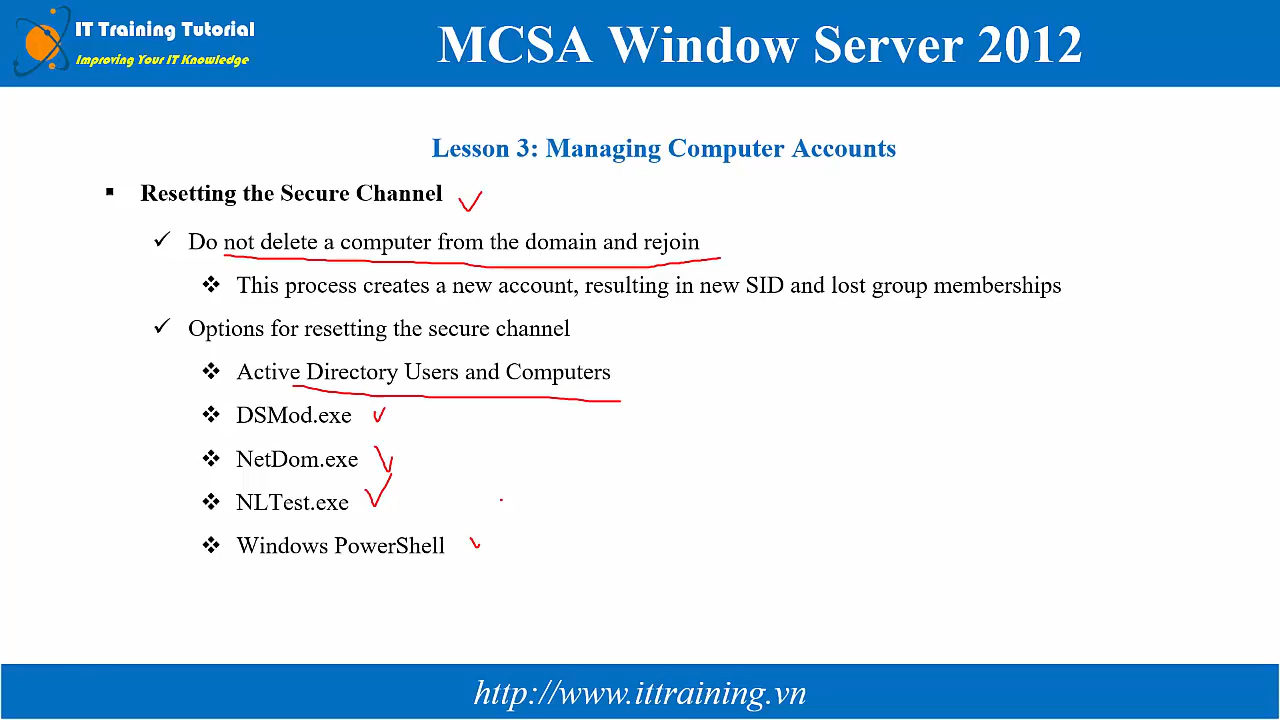 IT Training Tutorial
Improving Your IT Knowledge
MCSA Window Server 2012
Lesson 3: Managing Computer Accounts
Resetting the Secure Channel
Do not delete a computer from the domain and rejoin
This process creates a new account, resulting in new SID and lost group memberships
Options for resetting the secure channel
Active Directory Users and Computers
DSMod.exe
NetDom.exe
NLTest.exe
Windows PowerShell
http://www.ittraining.vn